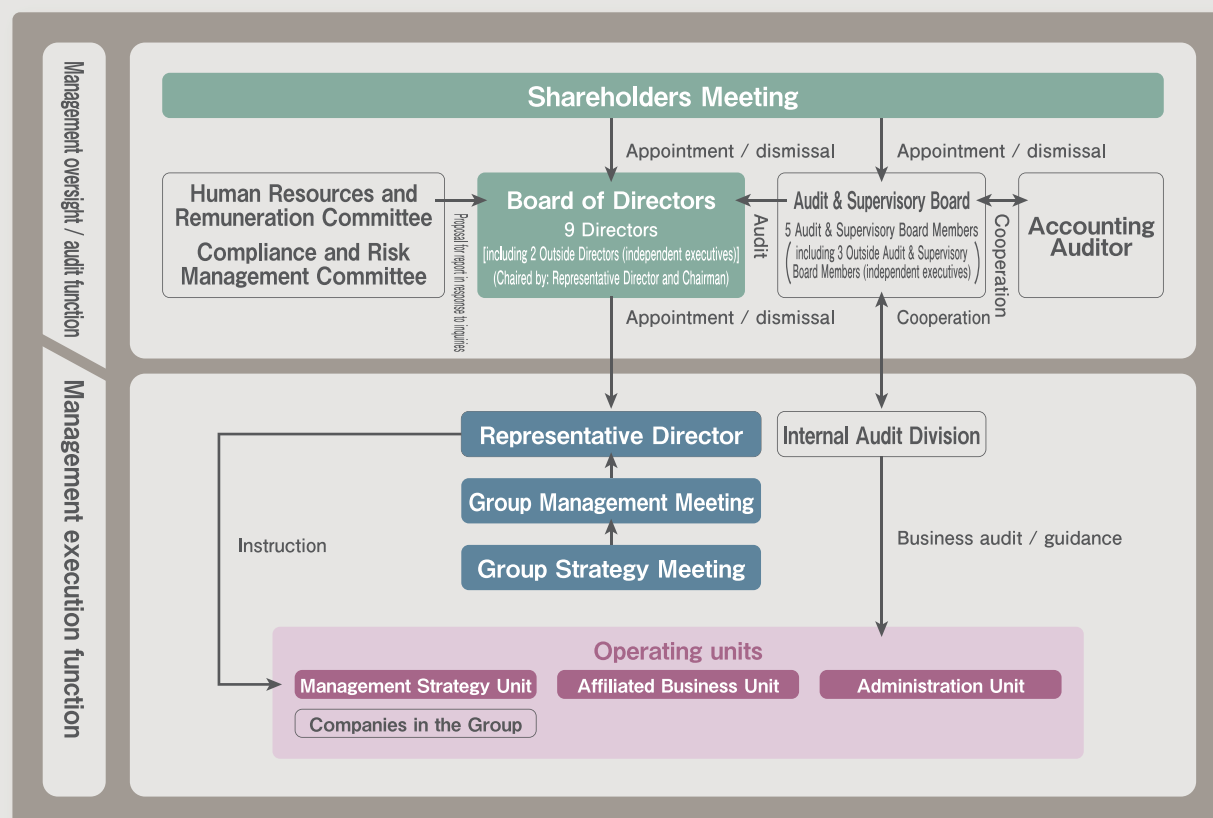 Management oversight / audit function
Shareholders Meeting
Appointment / dismissal
Appointment / dismissal
Human Resources and
Remuneration Committee
Compliance and Risk
Management Committee
Proposal for report in response to inquiries
Board of Directors
9 Directors
[including 2 Outside Directors (independent executives)]
(Chaired by: Representative Director and Chairman)
Audit
Audit & Supervisory Board
5 Audit & Supervisory Board Members
(including 3 Outside Audit & Supervisory
Board Members (independent executives))
Cooperation
Accounting
Auditor
Appointment / dismissal
Cooperation
Management execution function
Representative Director
Internal Audit Division
Group Management Meeting
Instruction
Business audit / guidance
Group Strategy Meeting
Operating units
Management Strategy Unit
Affiliated Business Unit
Administration Unit
Companies in the Group